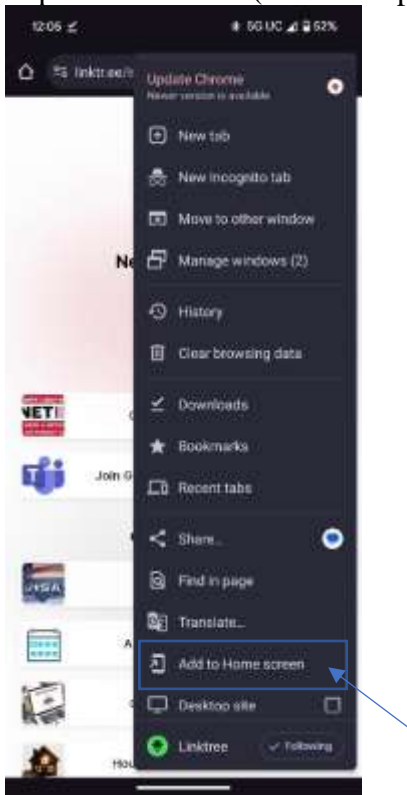 12:05
5G UC 52%
linktr.ee/
Update Chrome
Newer version is available
New tab
New Incognito tab
Move to other window
Ne
Manage windows (2)
History
Clear browsing data
Downloads
Bookmarks
Join G
Recent tabs
Share...
Find in page
Translate...
A
Add to Home screen
Desktop site
Linktree
Following
Hou